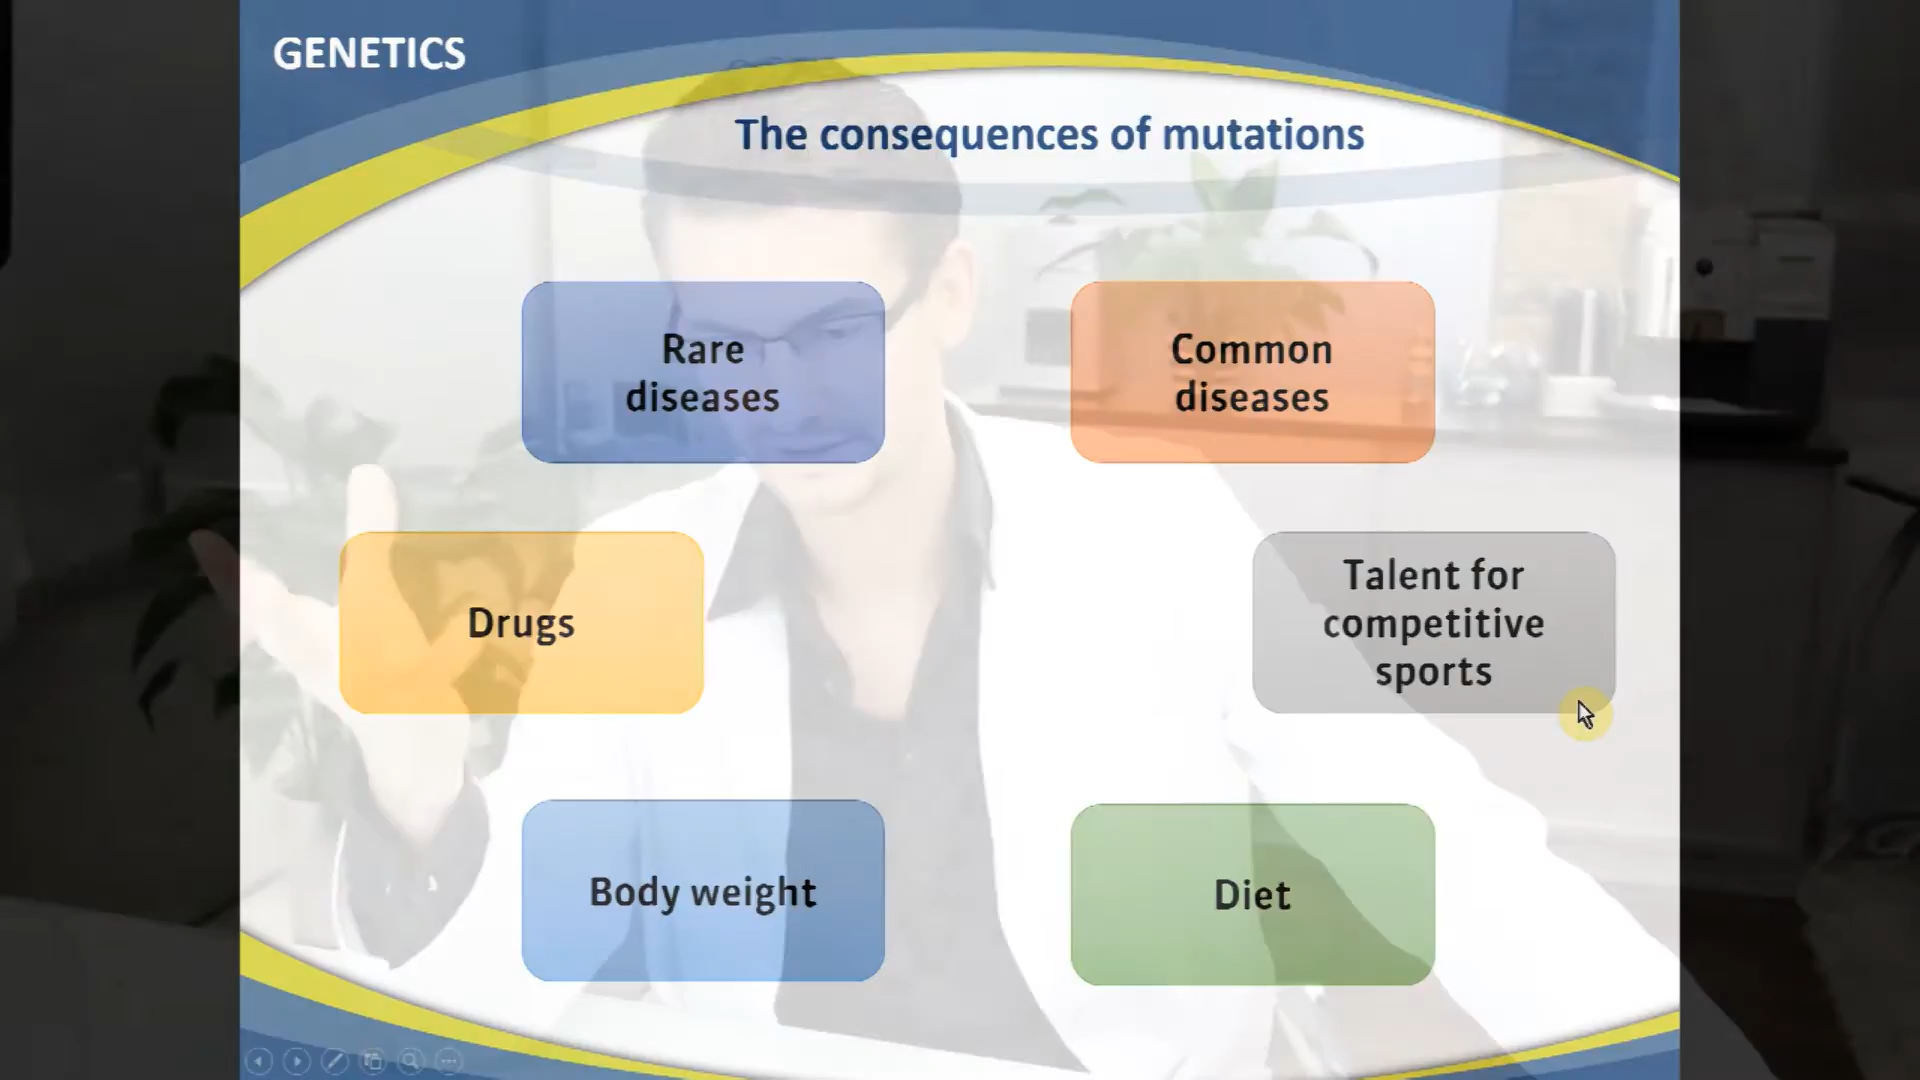 GENETICS
The consequences of mutations
Rare
diseases
Common
diseases
Drugs
Talent for
competitive
sports
Body weight
Diet